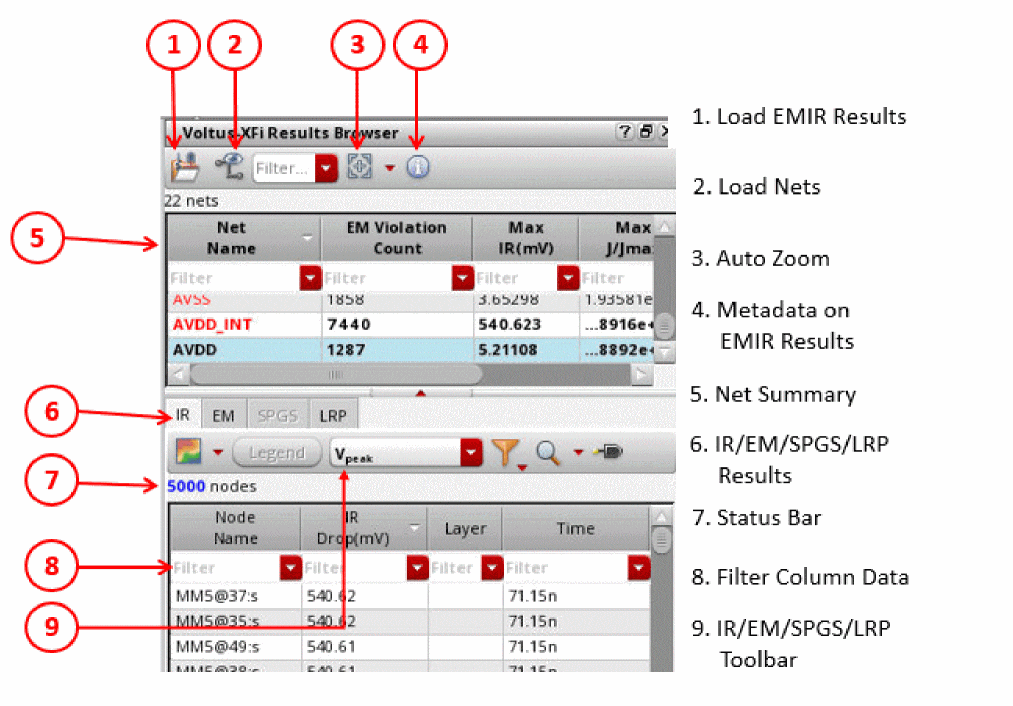 1 2 3 4
Voltus-XFi Results Browser
1. Load EMIR Results
Filter...
2. Load Nets
22 nets
5
Net Name EM Violation Count Max IR(mV) Max J/Jma
3. Auto Zoom
Filter Filter Filter Filter
AVSS 1858 3.65298 1.93581e
4. Metadata on
EMIR Results
AVDD_INT 7440 540.623 ...8916e+
AVDD 1287 5.21108 ...8892e+
5. Net Summary
6
IR EM SPGS LRP
6. IR/EM/SPGS/LRP
Results
Legend Vpeak
7
5000 nodes
7. Status Bar
Node Name IR Drop(mV) Layer Time
8
Filter Filter Filter Filter
8. Filter Column Data
MM5@37:s 540.62 71.15n
9
MM5@35:s 540.62 71.15n
9. IR/EM/SPGS/LRP
Toolbar
MM5@49:s 540.61 71.15n
MM5@38:s 540.61 71.15n